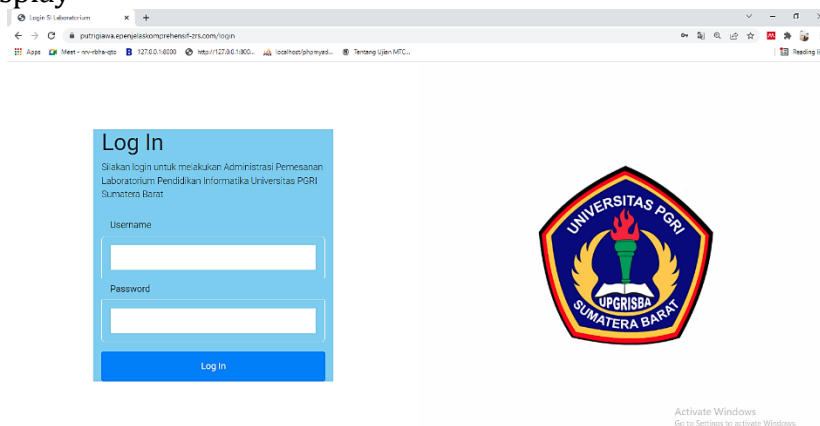 splay
Login SI Laboratorium
putrigiawa.epenjelaskomprehensif-zrs.com/login
Apps Meet - nrv-rbha-qto 127.0.0.1:8000 http://127.0.0.1:800... localhost/phpmyad... Tentang Ujian MTC... Reading li
Log In
Silakan login untuk melakukan Administrasi Pemesanan
Laboratorium Pendidikan Informatika Universitas PGRI
Sumatera Barat
Username
Password
Log In
UNIVERSITAS PGRI
UPGRISBA
SUMATERA BARAT
Activate Windows
Go to Settings to activate Windows.